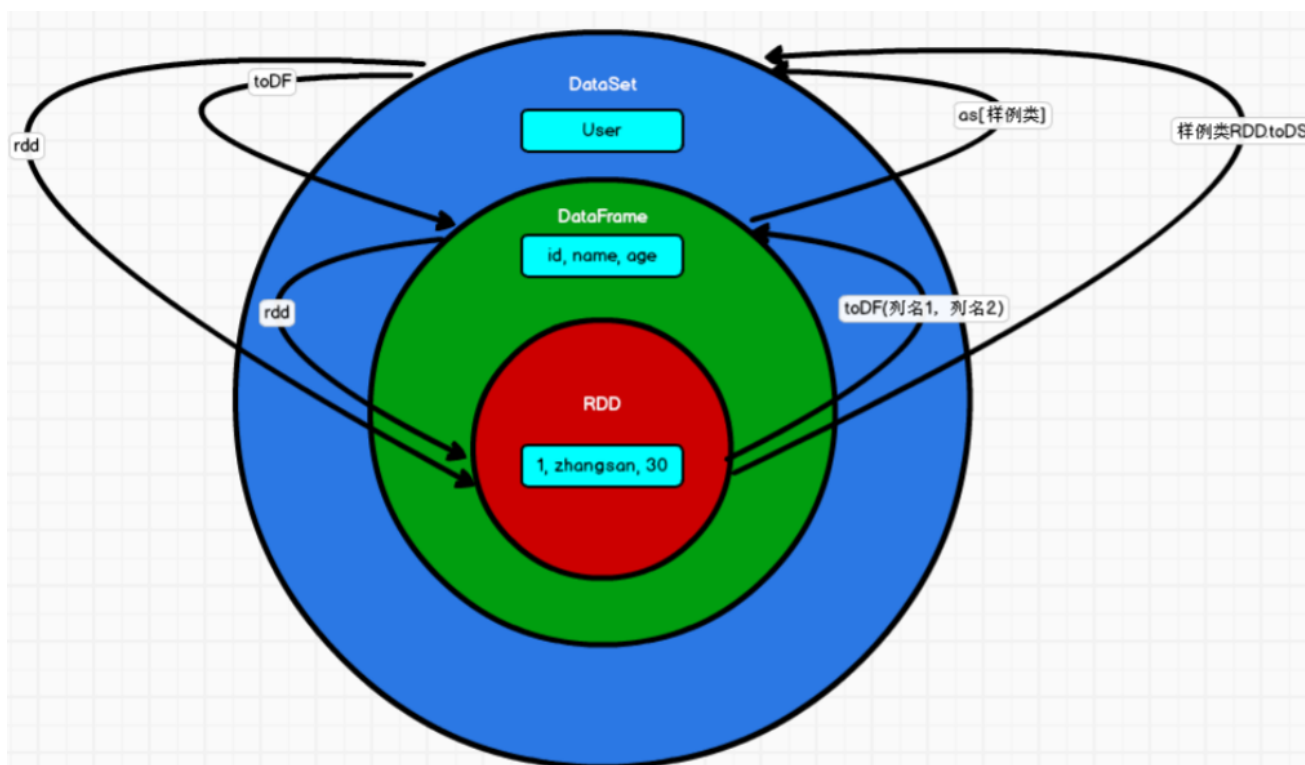 DataSet
toDF
User
as[样例类]
样例类RDD.toDS
rdd
DataFrame
id, name, age
rdd
toDF(列名1，列名2)
RDD
1, zhangsan, 30